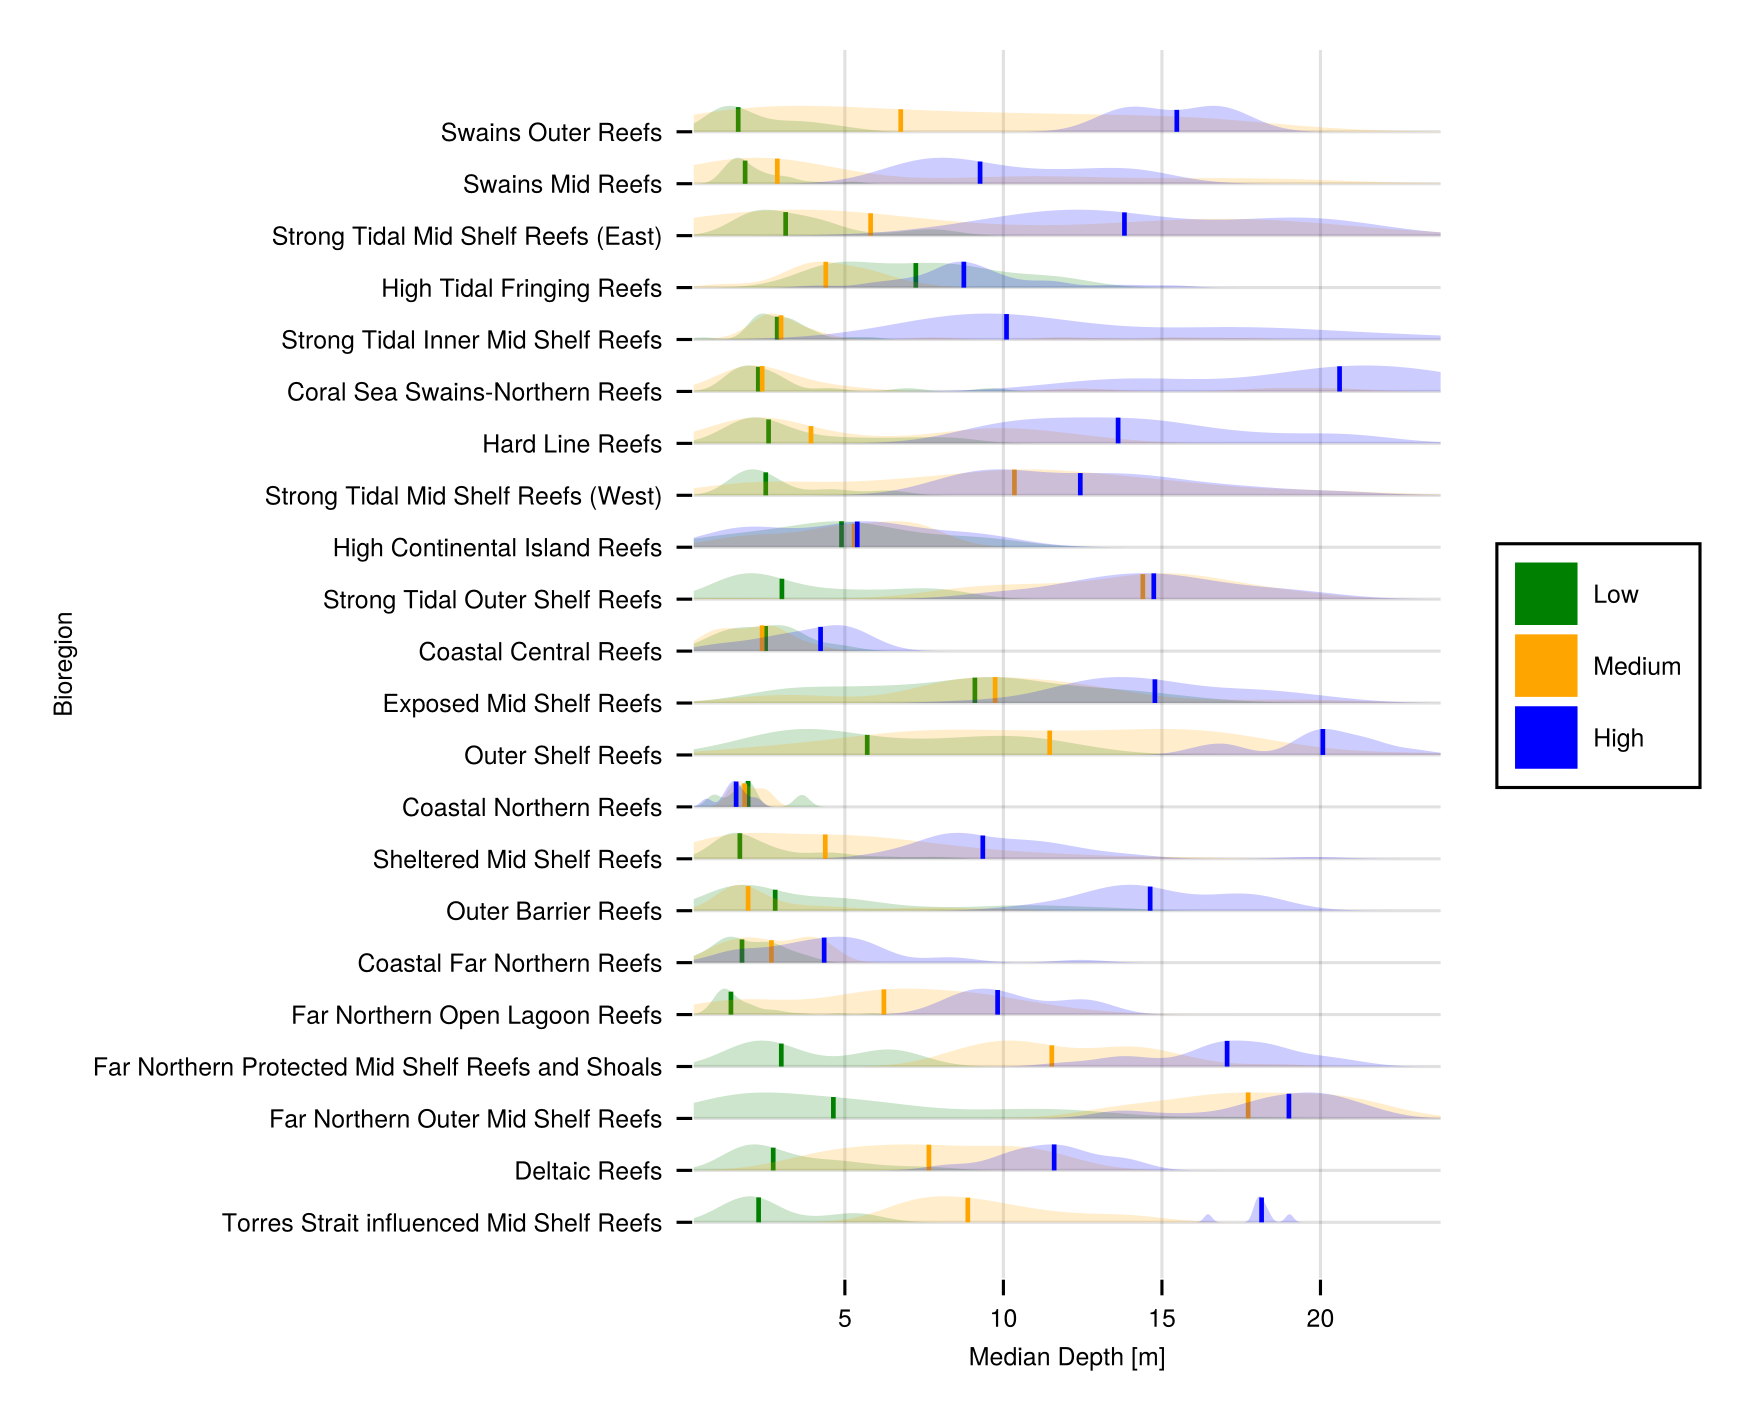 Swains Outer Reefs
Swains Mid Reefs
Strong Tidal Mid Shelf Reefs (East)
High Tidal Fringing Reefs
Strong Tidal Inner Mid Shelf Reefs
Coral Sea Swains-Northern Reefs
Hard Line Reefs
Strong Tidal Mid Shelf Reefs (West)
High Continental Island Reefs
Strong Tidal Outer Shelf Reefs
Coastal Central Reefs
Exposed Mid Shelf Reefs
Outer Shelf Reefs
Coastal Northern Reefs
Sheltered Mid Shelf Reefs
Outer Barrier Reefs
Coastal Far Northern Reefs
Far Northern Open Lagoon Reefs
Far Northern Protected Mid Shelf Reefs and Shoals
Far Northern Outer Mid Shelf Reefs
Deltaic Reefs
Torres Strait influenced Mid Shelf Reefs
Bioregion
5 10 15 20
Median Depth [m]
Low
Medium
High